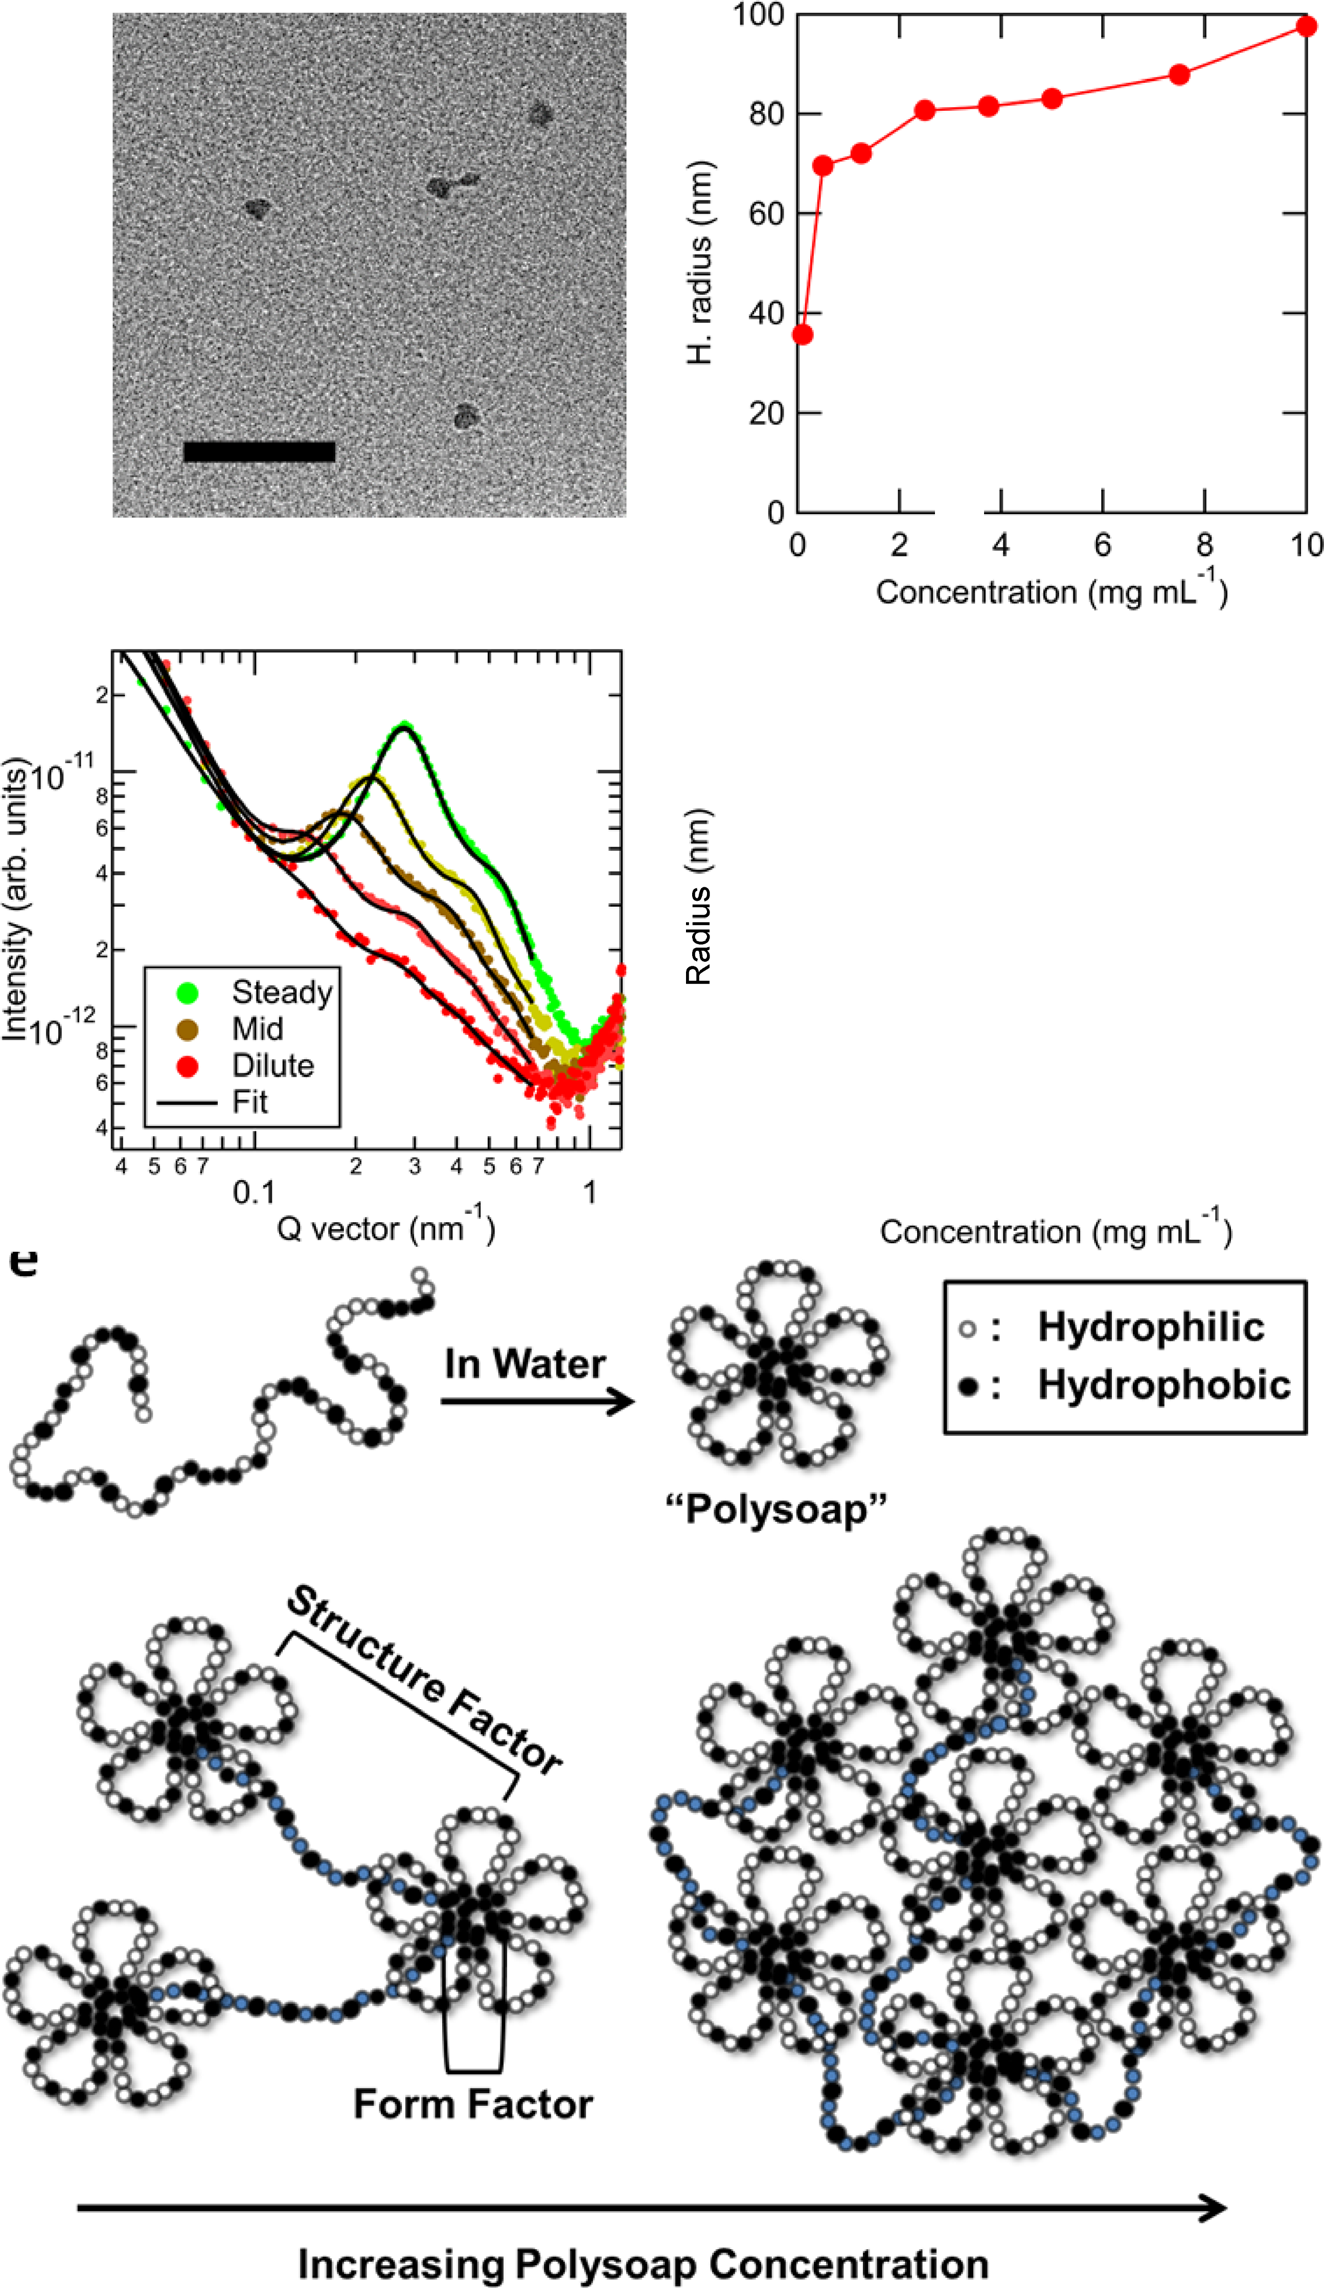 100
80
60
40
20
0
H. radius (nm)
0 2 4 6 8 10
Concentration (mg mL⁻¹)
2
10⁻¹¹
8
6
4
2
10⁻¹²
8
6
4
Intensity (arb. units)
Steady
Mid
Dilute
Fit
4 5 6 7 2 3 4 5 6 7
0.1 1
Q vector (nm⁻¹)
Radius (nm)
Concentration (mg mL⁻¹)
e
In Water
“Polysoap”
: Hydrophilic
: Hydrophobic
Structure Factor
Form Factor
Increasing Polysoap Concentration